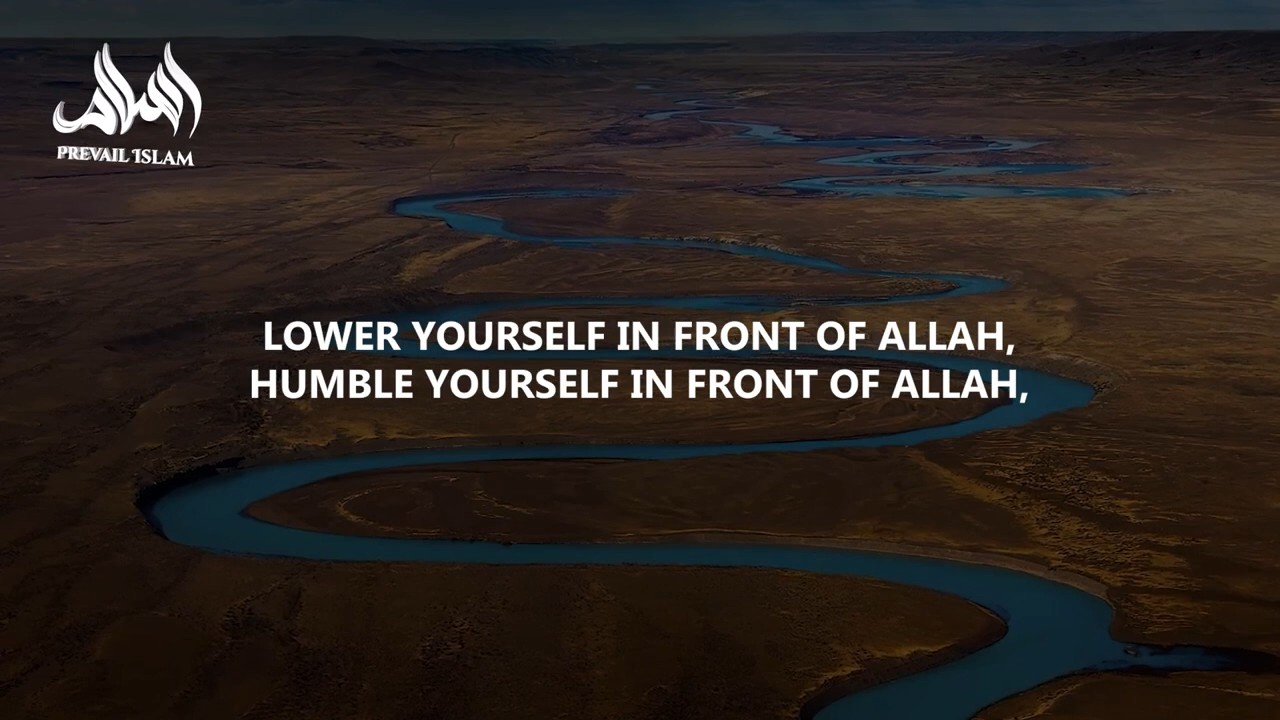 PREVAIL ISLAM
LOWER YOURSELF IN FRONT OF ALLAH,
HUMBLE YOURSELF IN FRONT OF ALLAH,